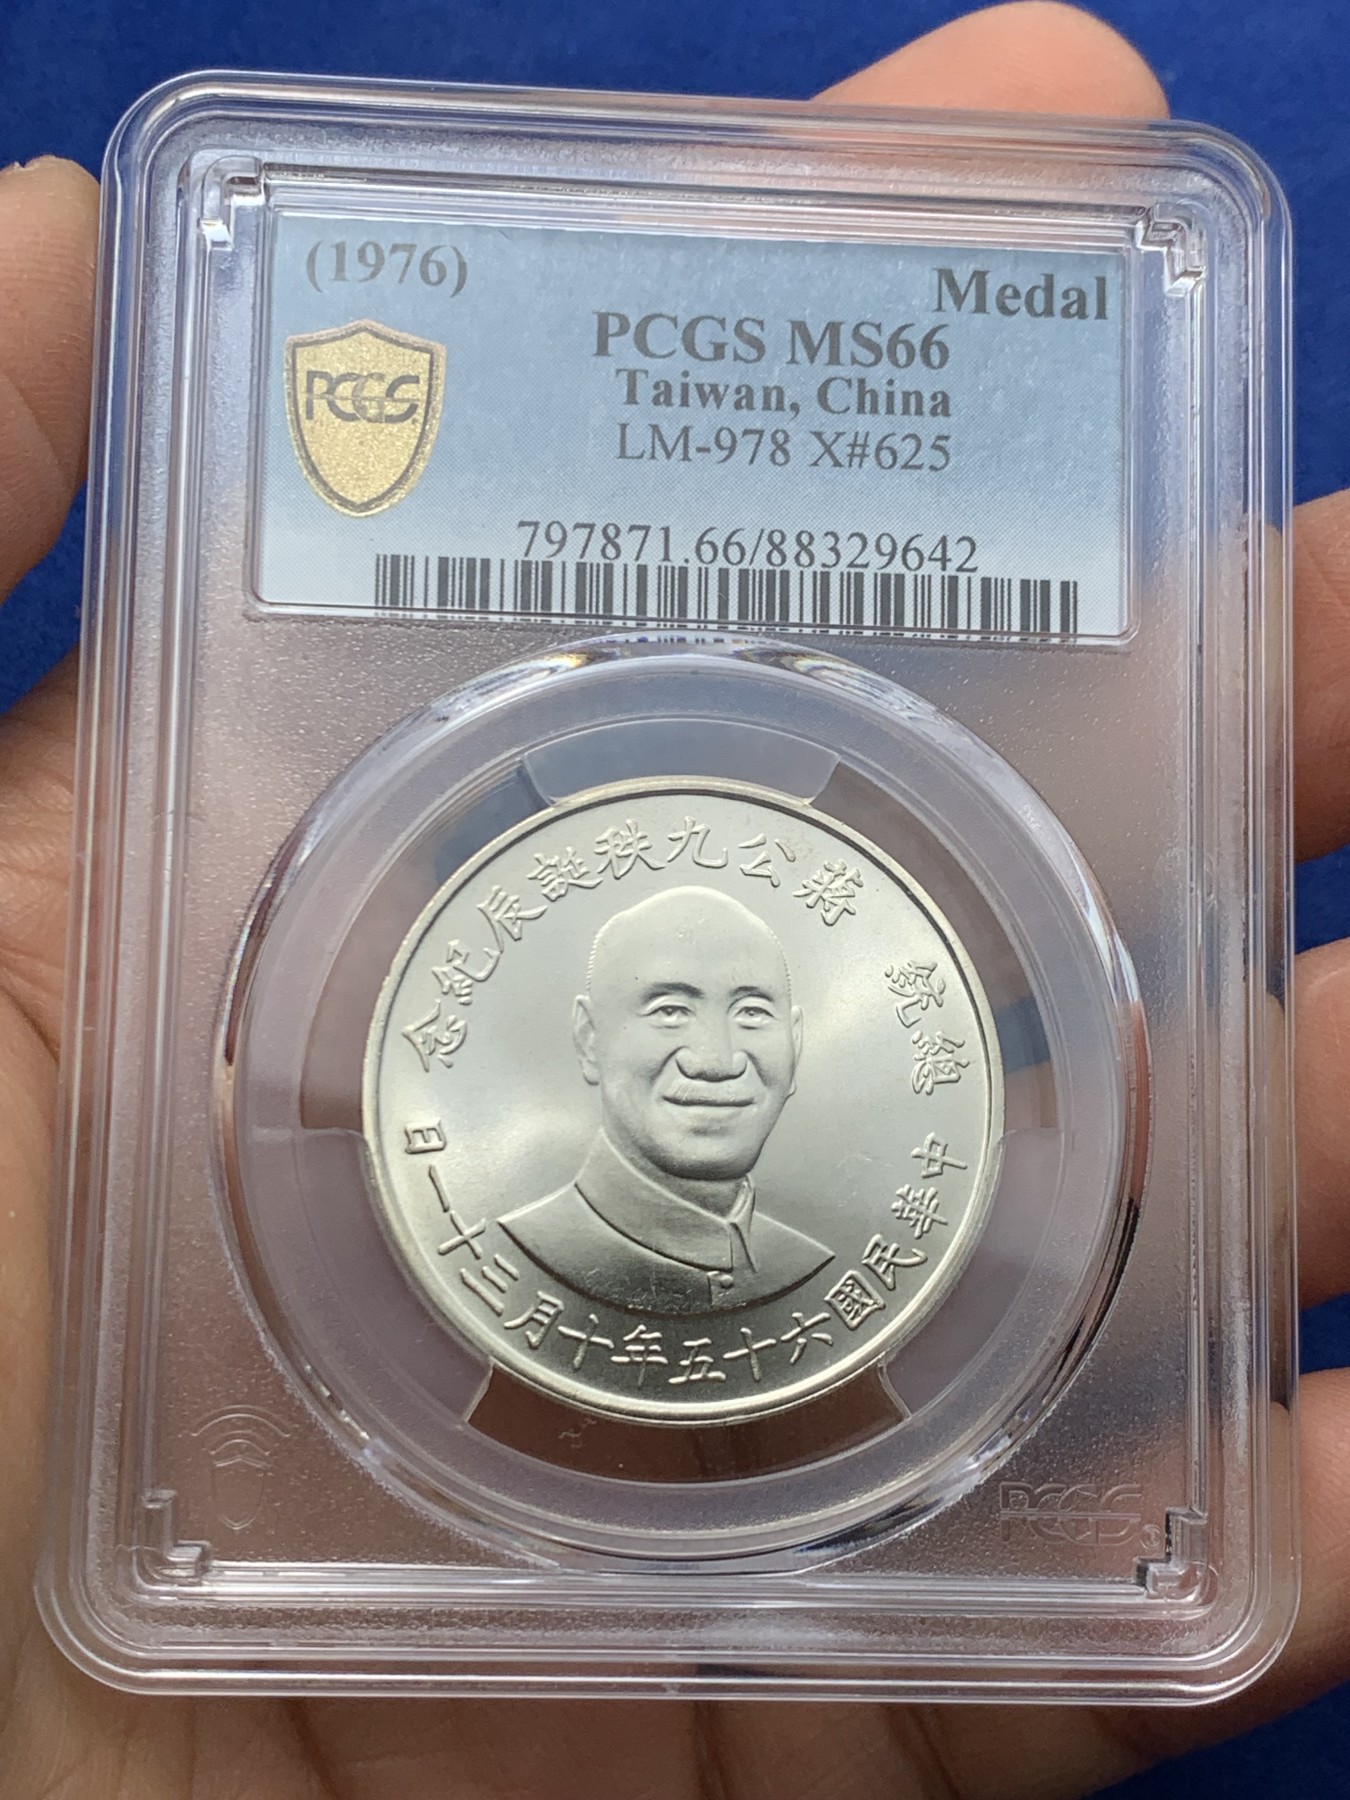 (1976)
Medal
PCGS MS66
Taiwan, China
LM-978 X#625
797871.66/88329642
PCGS
總統 蔣公九秩誕辰紀念
中華民國六十五年十月三十一日
PCGS